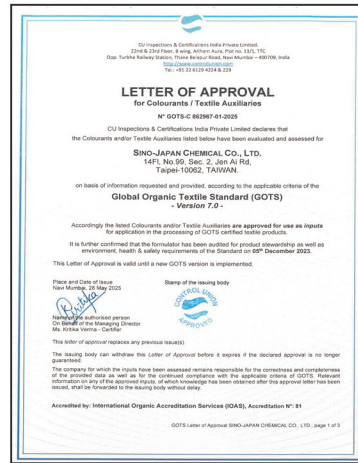 CU Inspections & Certifications India Private Limited.
22nd & 23rd Floor, B wing, Arihant Aura, Plot no. 13/1, TTC
Opp. Turbhe Railway Station, Thane Belapur Road, Navi Mumbai – 400709, India
http://www.controlunion.com
Tel.: +91 22 6129 4224 & 229
LETTER OF APPROVAL
for Colourants / Textile Auxiliaries
N° GOTS-C 862967-01-2025
CU Inspections & Certifications India Private Limited declares that
the Colourants and/or Textile Auxiliaries listed below have been evaluated and assessed for
SINO-JAPAN CHEMICAL CO., LTD.
14Fl, No.99, Sec. 2, Jen Ai Rd,
Taipei-10062, TAIWAN.
on basis of information requested and provided, according to the applicable criteria of the
Global Organic Textile Standard (GOTS)
- Version 7.0 -
Accordingly the listed Colourants and/or Textile Auxiliaries are approved for use as inputs
for application in the processing of GOTS certified textile products.
It is further confirmed that the formulator has been audited for product stewardship as well as
environment, health & safety requirements of the Standard on 05th December 2023.
This Letter of Approval is valid until a new GOTS version is implemented.
Place and Date of Issue
Navi Mumbai, 26 May 2025
Stamp of the issuing body
CONTROL UNION
APPROVED
Name of the authorised person
On Behalf of the Managing Director
Ms. Kritika Verma - Certifier
This letter of approval replaces any previous issue(s).
The issuing body can withdraw this Letter of Approval before it expires if the declared approval is no longer
guaranteed.
The company for which the inputs have been assessed remains responsible for the correctness and completeness
of the provided data as well as for the continued compliance with the applicable criteria of GOTS, Relevant
information on any of the approved inputs, of which knowledge has been obtained after this approval letter has been
issued, shall be forwarded to the issuing body without delay.
Accredited by: International Organic Accreditation Services (IOAS), Accreditation N°: 81
GOTS Letter of Approval SINO-JAPAN CHEMICAL CO., LTD., page 1 of 3